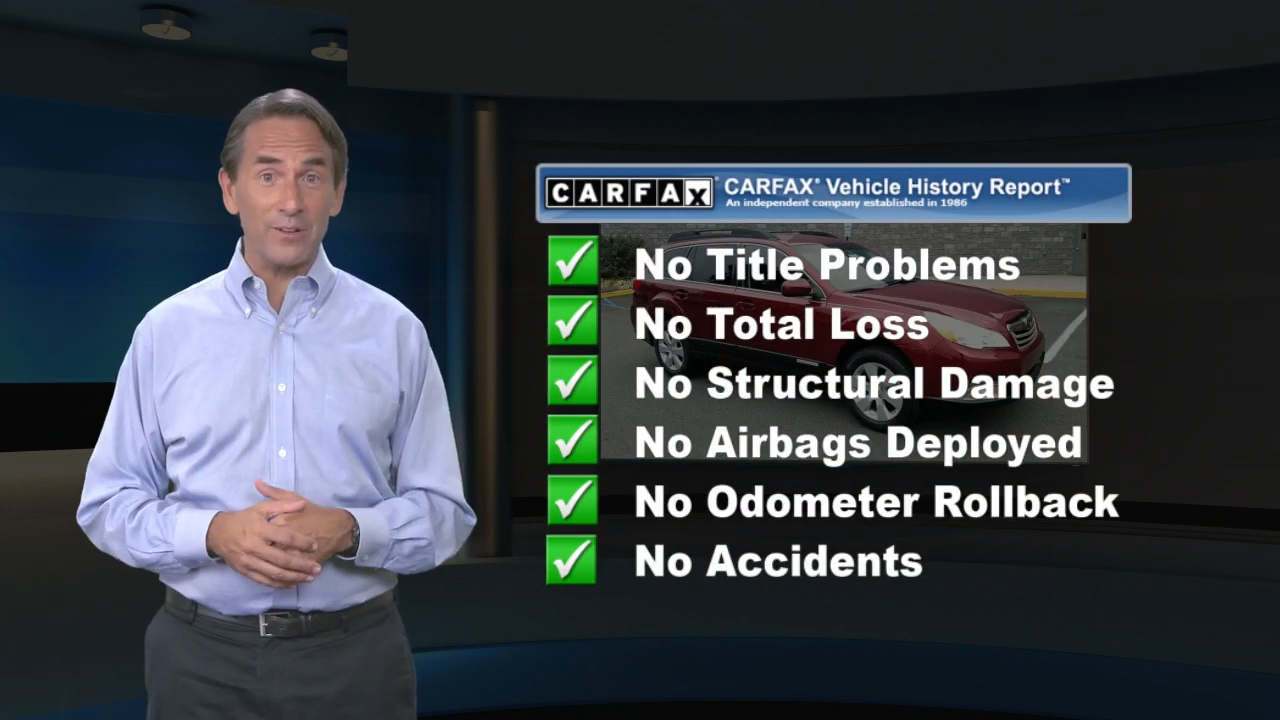 CARFAX® CARFAX® Vehicle History Report™
An independent company established in 1986
No Title Problems
No Total Loss
No Structural Damage
No Airbags Deployed
No Odometer Rollback
No Accidents